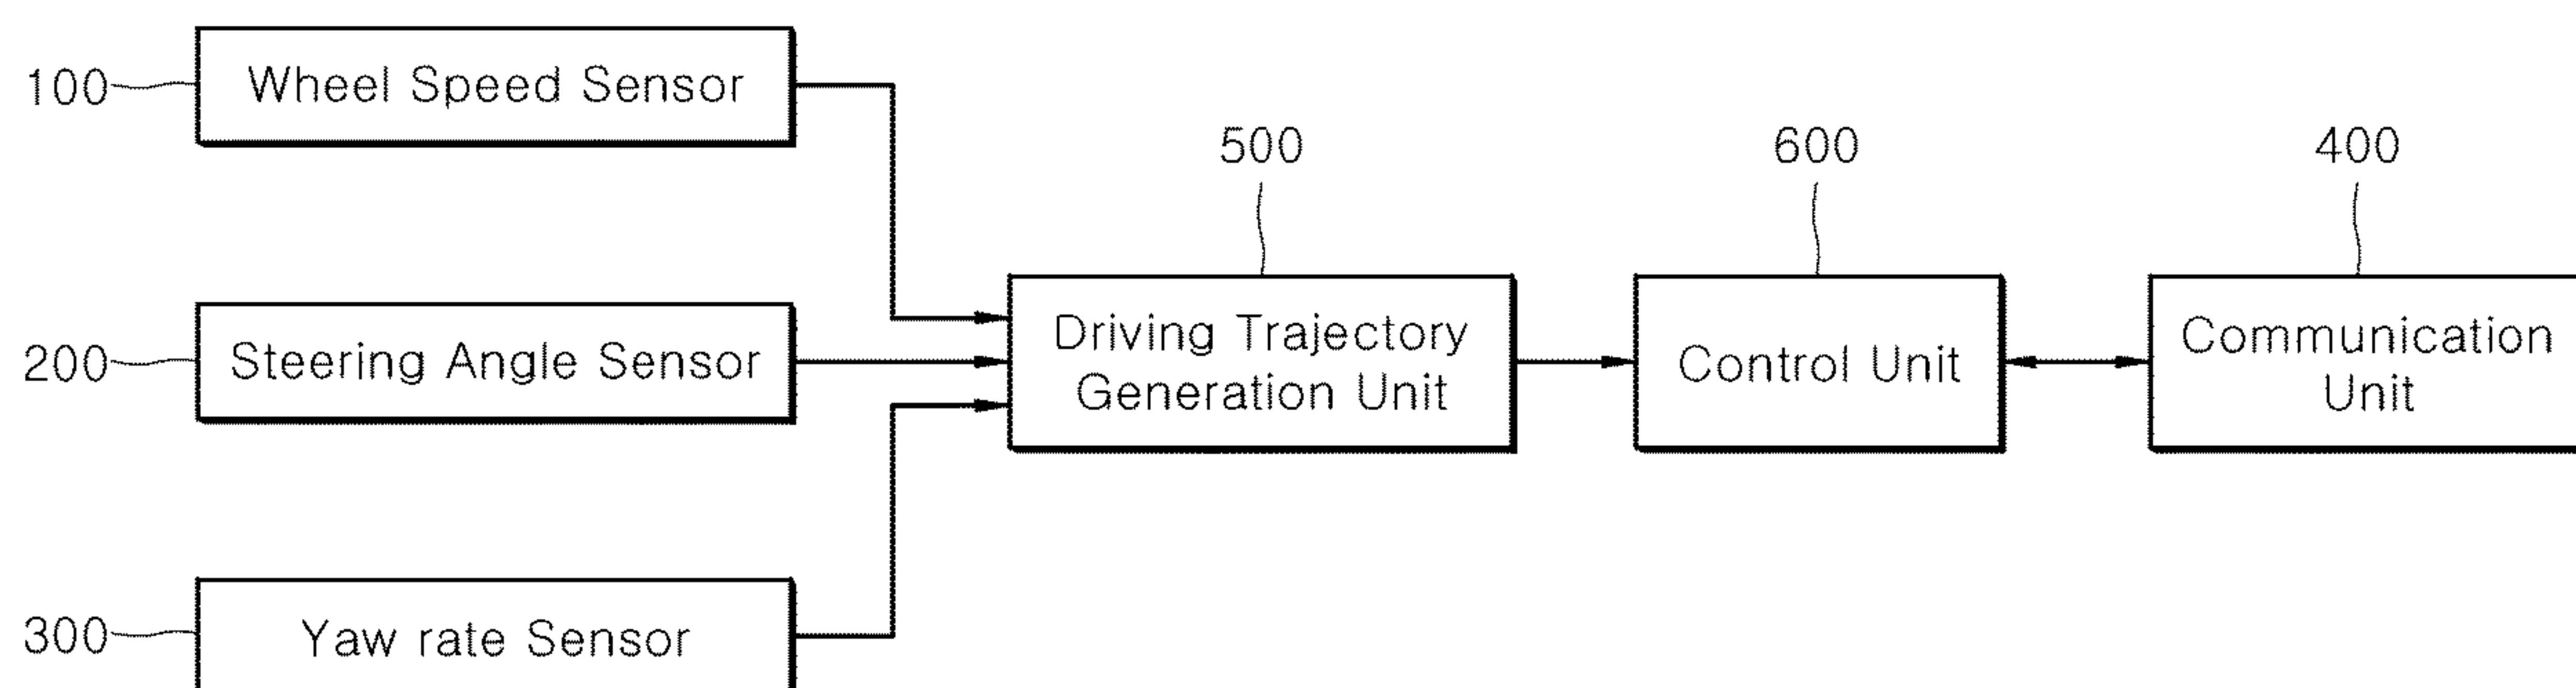 100
Wheel Speed Sensor
500
600
400
200
Steering Angle Sensor
Driving Trajectory
Generation Unit
Control Unit
Communication
Unit
300
Yaw rate Sensor